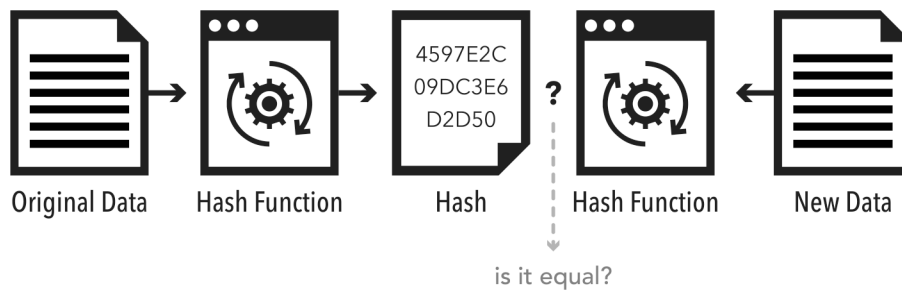 4597E2C
09DC3E6
D2D50
?
Original Data
Hash Function
Hash
Hash Function
New Data
is it equal?